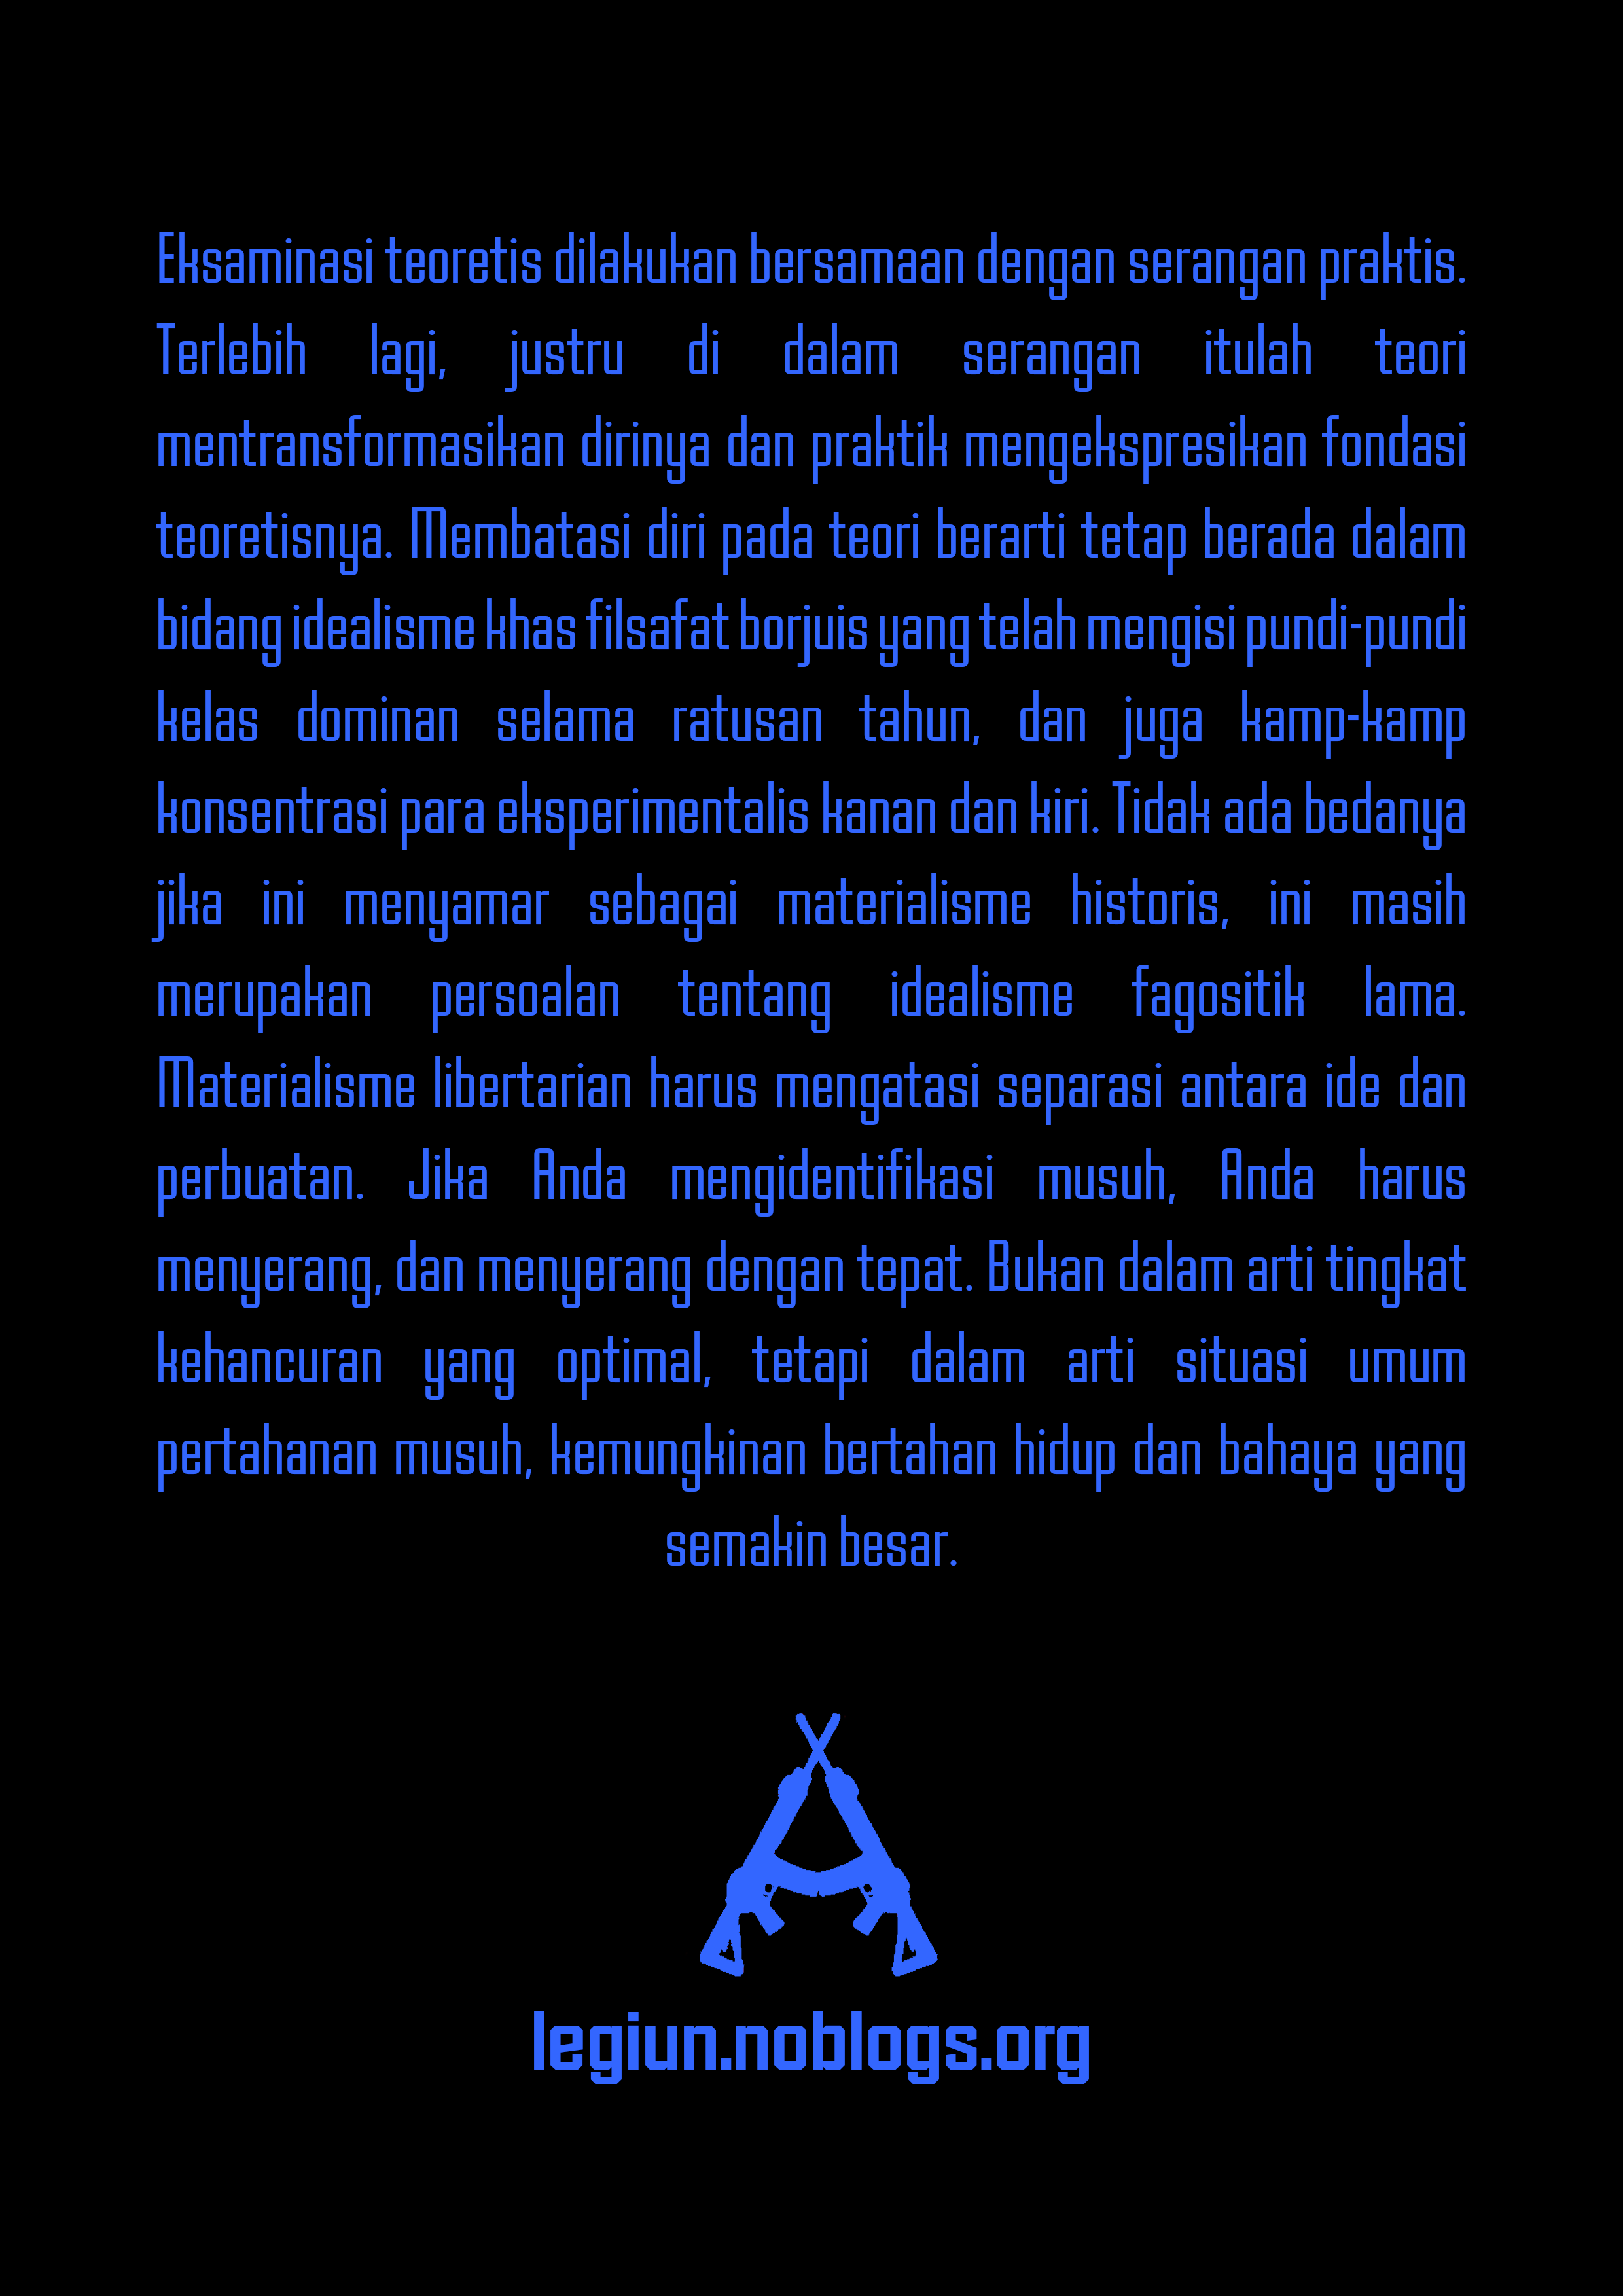 Eksaminasi teoretis dilakukan bersamaan dengan serangan praktis.
Terlebih lagi, justru di dalam serangan itulah teori
mentransformasikan dirinya dan praktik mengekspresikan fondasi
teoretisnya. Membatasi diri pada teori berarti tetap berada dalam
bidang idealisme khas filsafat borjuis yang telah mengisi pundi-pundi
kelas dominan selama ratusan tahun, dan juga kamp-kamp
konsentrasi para eksperimentalis kanan dan kiri. Tidak ada bedanya
jika ini menyamar sebagai materialisme historis, ini masih
merupakan persoalan tentang idealisme fagositik lama.
Materialisme libertarian harus mengatasi separasi antara ide dan
perbuatan. Jika Anda mengidentifikasi musuh, Anda harus
menyerang, dan menyerang dengan tepat. Bukan dalam arti tingkat
kehancuran yang optimal, tetapi dalam arti situasi umum
pertahanan musuh, kemungkinan bertahan hidup dan bahaya yang
semakin besar.
legiun.noblogs.org